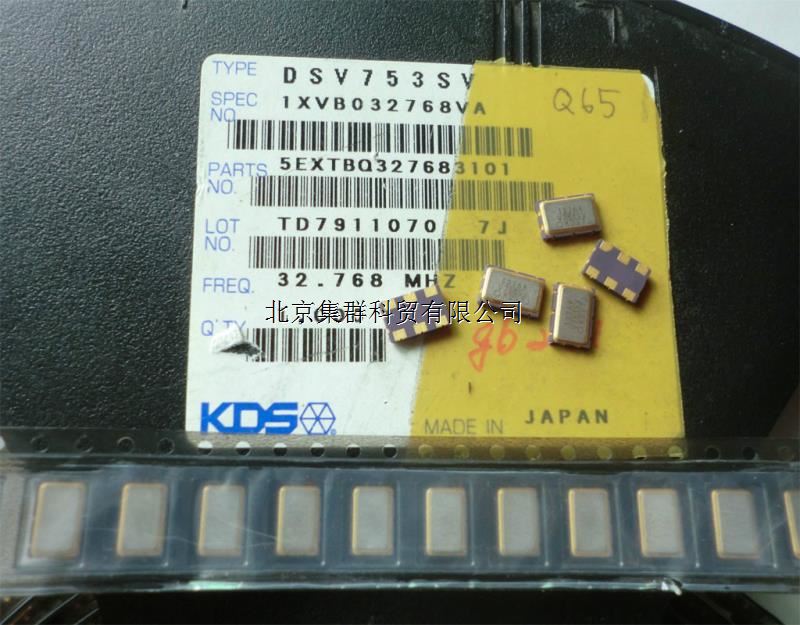 TYPE DSV753SV
SPEC NO. 1XVB032768VA
Q65
PARTS NO. 5EXTBQ327683101
LOT NO. TD7911070 7J
FREQ. 32.768 MHZ
北京集群科贸有限公司
Q'TY
KDS
MADE IN JAPAN